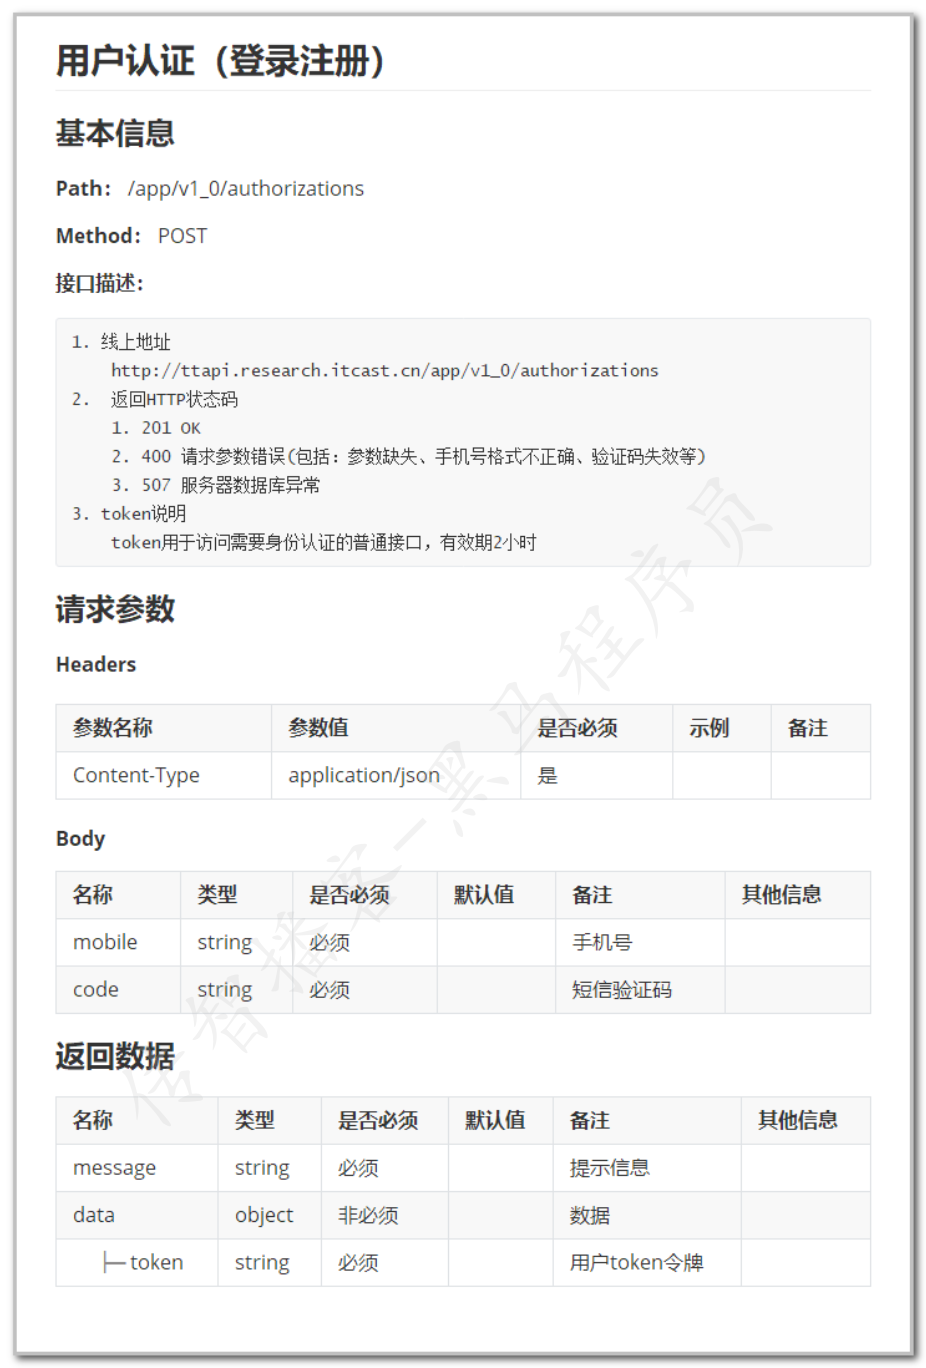 用户认证（登录注册）
基本信息
Path： /app/v1_0/authorizations
Method： POST
接口描述：
1. 线上地址
http://ttapi.research.itcast.cn/app/v1_0/authorizations
2. 返回HTTP状态码
1. 201 OK
2. 400 请求参数错误(包括：参数缺失、手机号格式不正确、验证码失效等)
3. 507 服务器数据库异常
3. token说明
token用于访问需要身份认证的普通接口，有效期2小时
请求参数
Headers
参数名称 参数值 是否必须 示例 备注
Content-Type application/json 是
Body
名称 类型 是否必须 默认值 备注 其他信息
mobile string 必须 手机号
code string 必须 短信验证码
返回数据
名称 类型 是否必须 默认值 备注 其他信息
message string 必须 提示信息
data object 非必须 数据
├─ token string 必须 用户token令牌
传智播客-黑马程序员